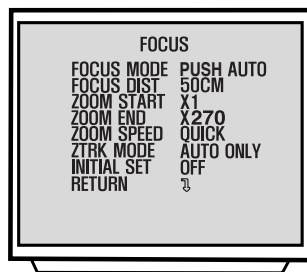 FOCUS
FOCUS MODE PUSH AUTO
FOCUS DIST 50CM
ZOOM START X1
ZOOM END X270
ZOOM SPEED QUICK
ZTRK MODE AUTO ONLY
INITIAL SET OFF
RETURN